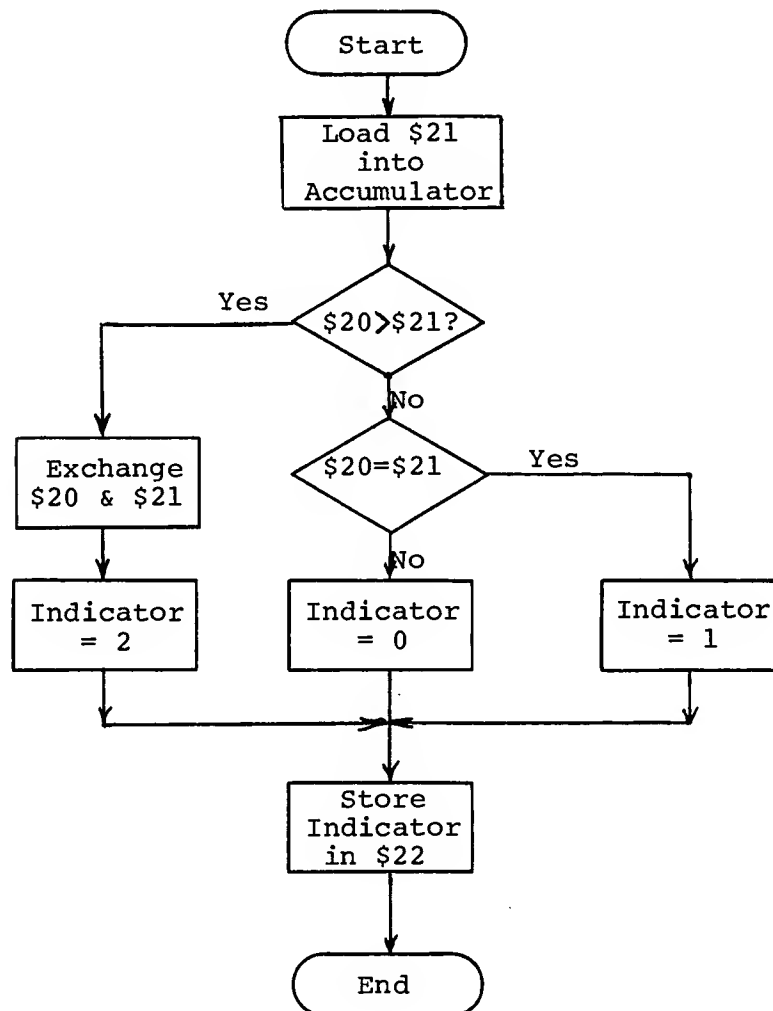 Start
Load $21
into
Accumulator
Yes
$20>$21?
No
Exchange
$20 & $21
$20=$21
Yes
No
Indicator
= 2
Indicator
= 0
Indicator
= 1
Store
Indicator
in $22
End